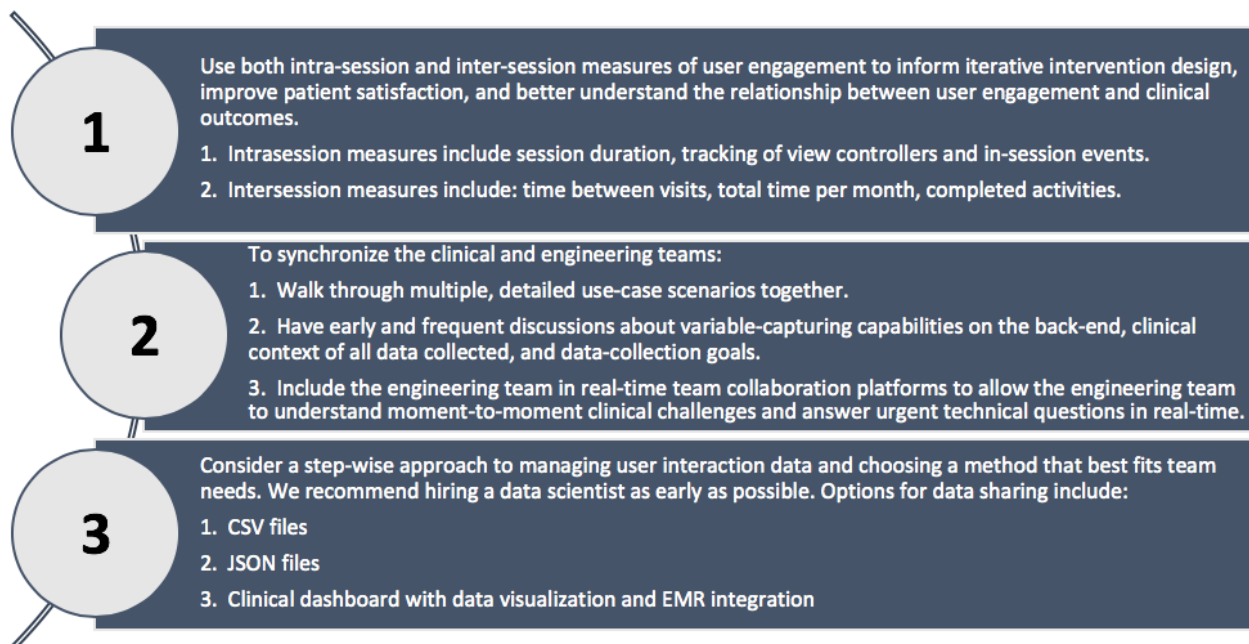 1
Use both intra-session and inter-session measures of user engagement to inform iterative intervention design,
improve patient satisfaction, and better understand the relationship between user engagement and clinical
outcomes.
1. Intrasession measures include session duration, tracking of view controllers and in-session events.
2. Intersession measures include: time between visits, total time per month, completed activities.
2
To synchronize the clinical and engineering teams:
1. Walk through multiple, detailed use-case scenarios together.
2. Have early and frequent discussions about variable-capturing capabilities on the back-end, clinical
context of all data collected, and data-collection goals.
3. Include the engineering team in real-time team collaboration platforms to allow the engineering team
to understand moment-to-moment clinical challenges and answer urgent technical questions in real-time.
3
Consider a step-wise approach to managing user interaction data and choosing a method that best fits team
needs. We recommend hiring a data scientist as early as possible. Options for data sharing include:
1. CSV files
2. JSON files
3. Clinical dashboard with data visualization and EMR integration